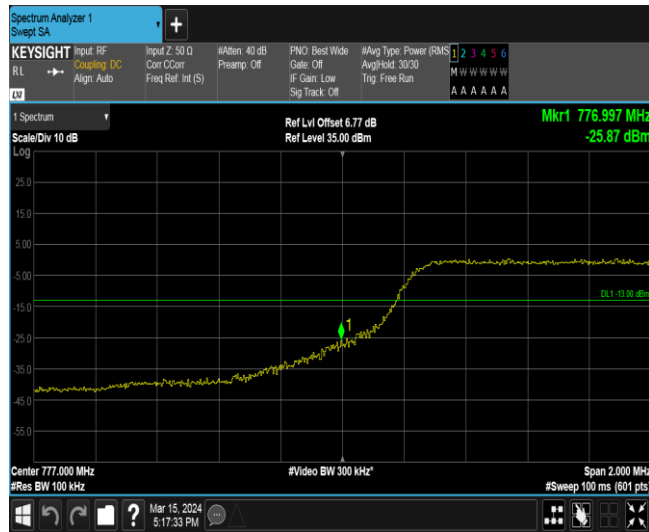 Spectrum Analyzer 1
Swept SA
+
KEYSIGHT
RL
LXI
Input: RF
Coupling: DC
Align: Auto
Input Z: 50 Ω
Corr CCorr
Freq Ref: Int (S)
#Atten: 40 dB
Preamp: Off
PNO: Best Wide
Gate: Off
IF Gain: Low
Sig Track: Off
#Avg Type: Power (RMS
Avg|Hold: 30/30
Trig: Free Run
1 2 3 4 5 6
M W W W W W
A A A A A A
1 Spectrum
Scale/Div 10 dB
Log
Ref Lvl Offset 6.77 dB
Ref Level 35.00 dBm
Mkr1 776.997 MHz
-25.87 dBm
25.0
15.0
5.00
-5.00
-15.0
-25.0
-35.0
-45.0
-55.0
DL1 -13.00 dBm
1
Center 777.000 MHz
#Res BW 100 kHz
#Video BW 300 kHz*
Span 2.000 MHz
#Sweep 100 ms (601 pts)
?
Mar 15, 2024
5:17:33 PM